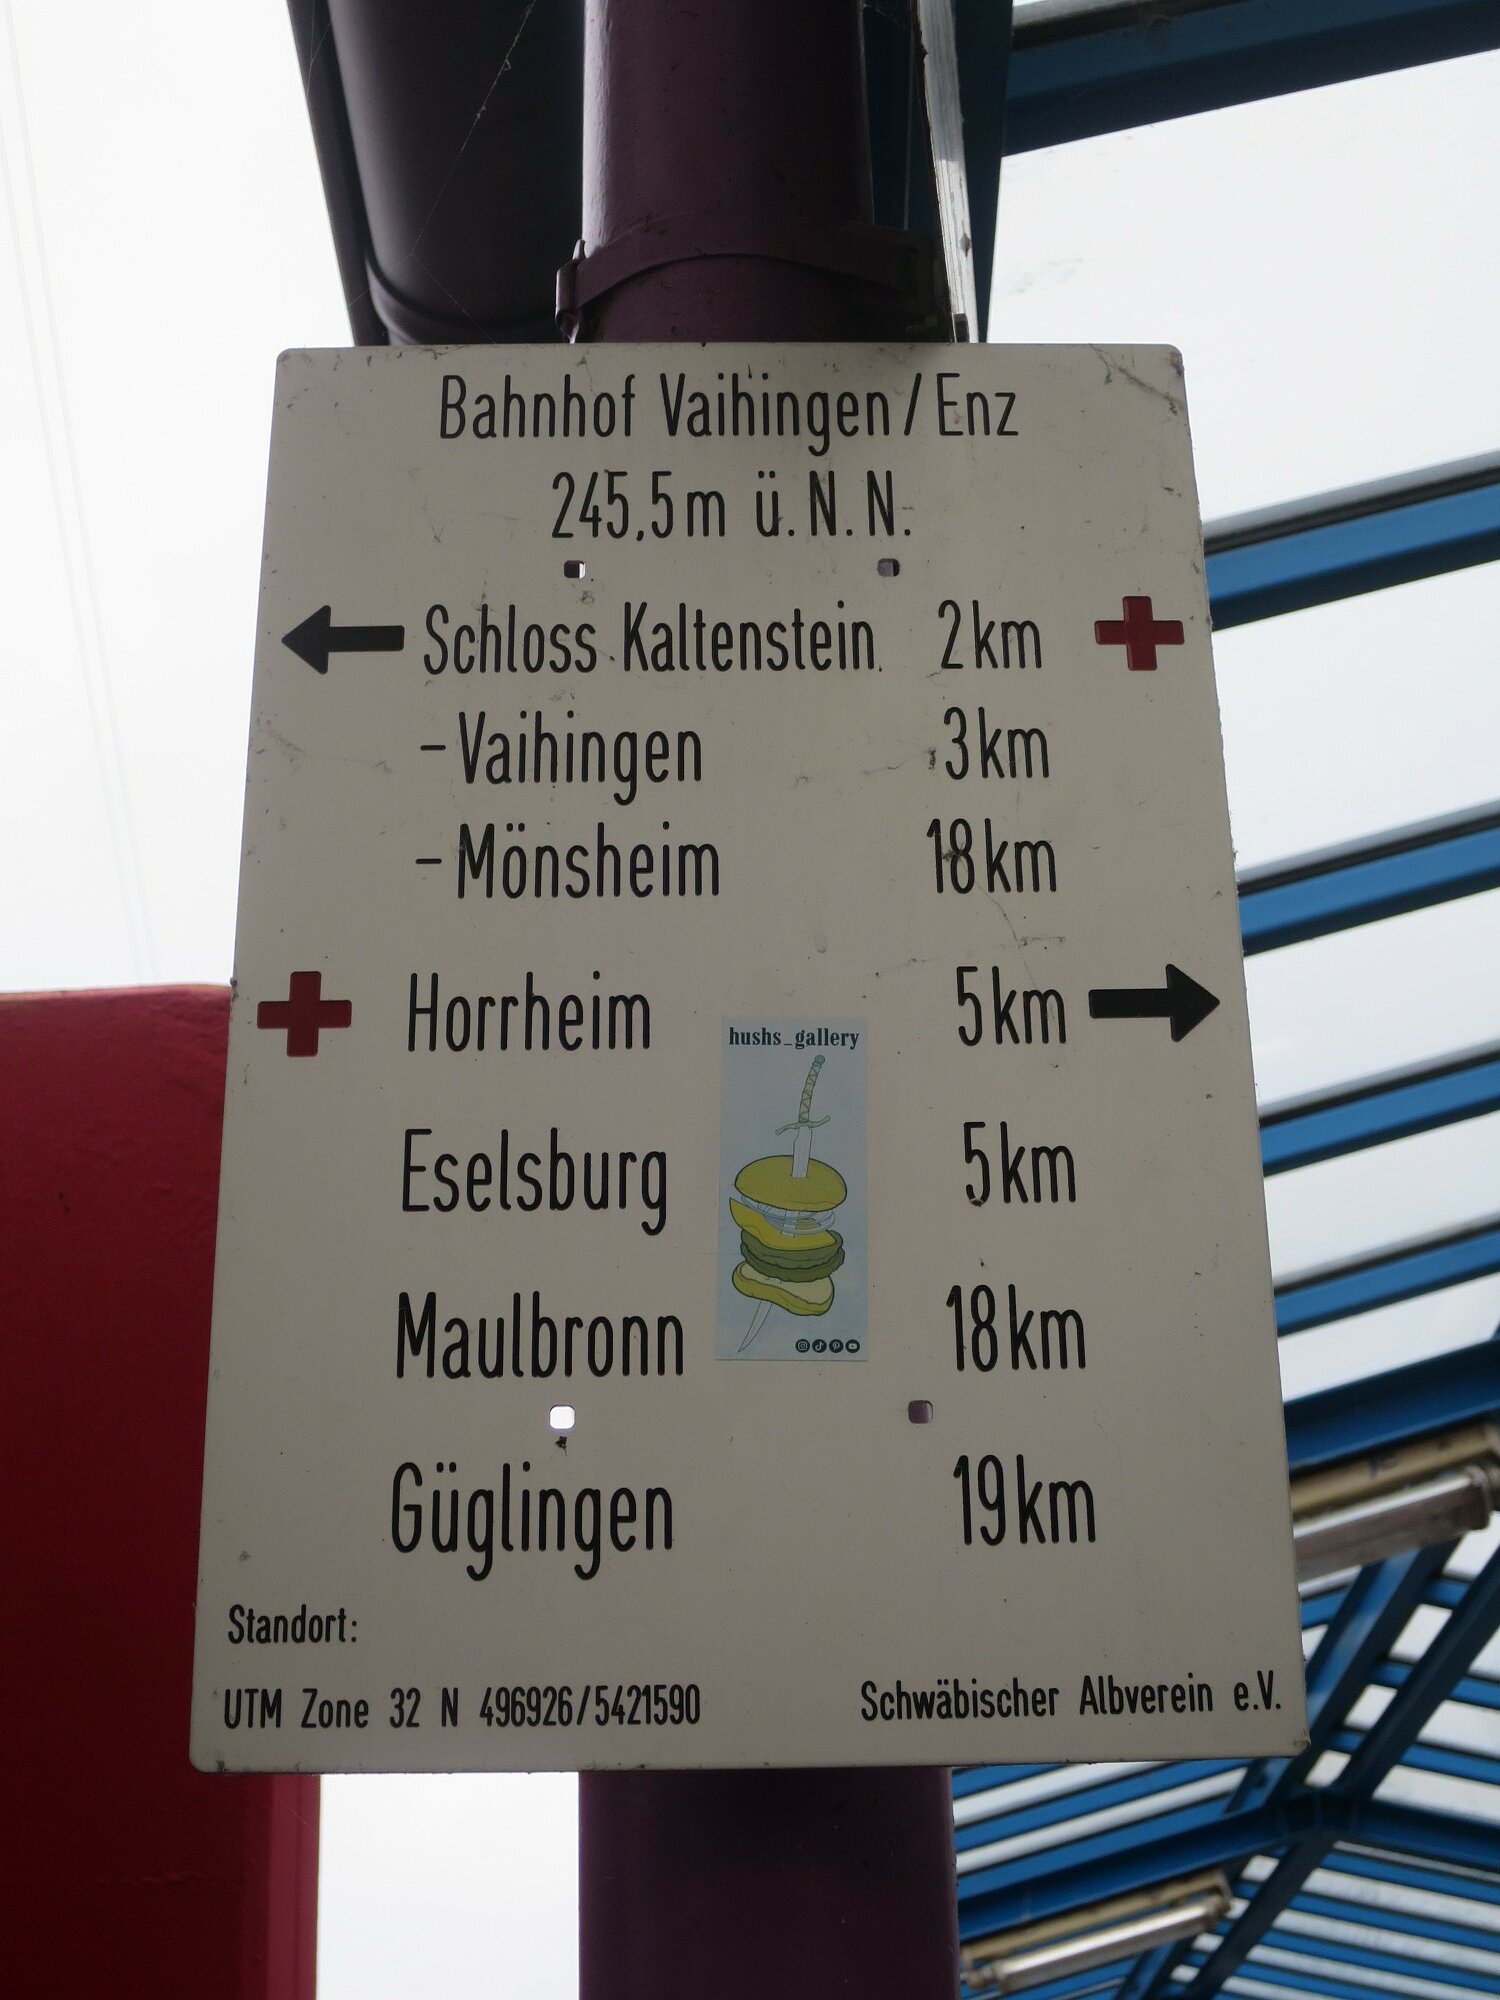 Bahnhof Vaihingen/Enz
245,5m ü.N.N.
Schloss Kaltenstein 2km
-Vaihingen 3km
-Mönsheim 18km
Horrheim 5km
hushs_gallery
Eselsburg 5km
Maulbronn 18km
Güglingen 19km
Standort:
UTM Zone 32 N 496926/5421590 Schwäbischer Albverein e.V.